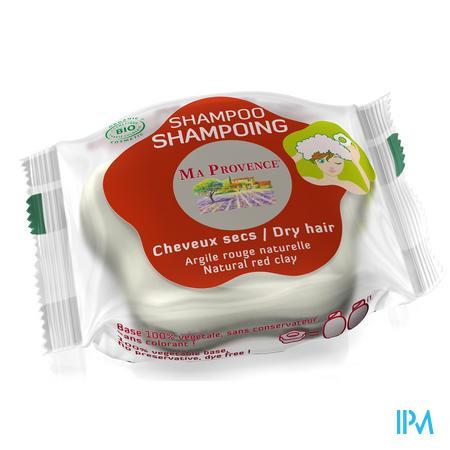 BIO
COSMETIC
SHAMPOO
SHAMPOING
MA PROVENCE
Cheveux secs / Dry hair
Argile rouge naturelle
Natural red clay
Base 100% végétale, sans conservateur,
sans colorant !
100% vegetable base,
no preservative, dye free !
IPM